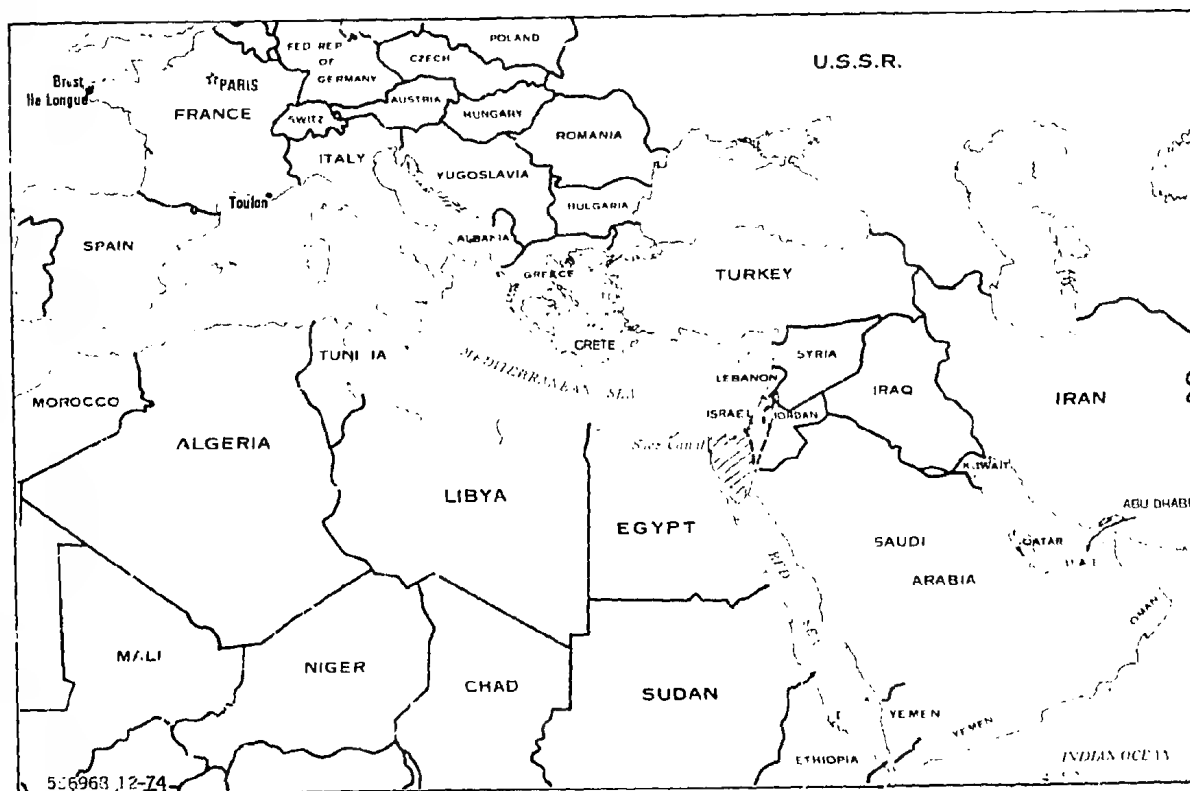 POLAND
FED REP
OF
GERMANY
CZECH
U.S.S.R.
Brest
Ile Longue
PARIS
FRANCE
AUSTRIA
SWITZ
HUNGARY
ROMANIA
ITALY
YUGOSLAVIA
Toulon
BULGARIA
SPAIN
ALBANIA
GREECE
TURKEY
CRETE
SYRIA
MEDITERRANEAN SEA
LEBANON
IRAQ
IRAN
MOROCCO
ISRAEL
JORDAN
ALGERIA
Suez Canal
KUWAIT
LIBYA
ABU DHABI
EGYPT
SAUDI
ARABIA
QATAR
RED SEA
OMAN
MALI
NIGER
CHAD
SUDAN
YEMEN
YEMEN
ETHIOPIA
INDIAN OCEAN
12-74